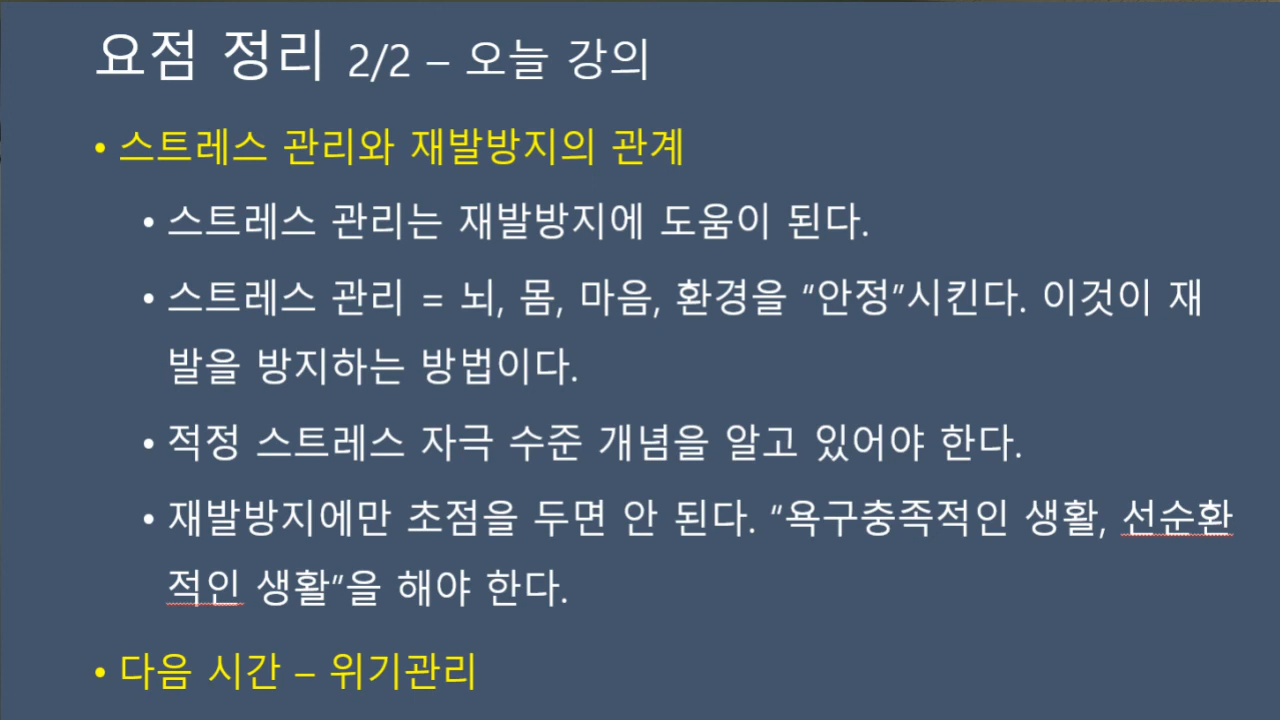 요점 정리 2/2 – 오늘 강의
• 스트레스 관리와 재발방지의 관계
• 스트레스 관리는 재발방지에 도움이 된다.
• 스트레스 관리 = 뇌, 몸, 마음, 환경을 “안정”시킨다. 이것이 재
발을 방지하는 방법이다.
• 적정 스트레스 자극 수준 개념을 알고 있어야 한다.
• 재발방지에만 초점을 두면 안 된다. “욕구충족적인 생활, 선순환
적인 생활”을 해야 한다.
• 다음 시간 – 위기관리